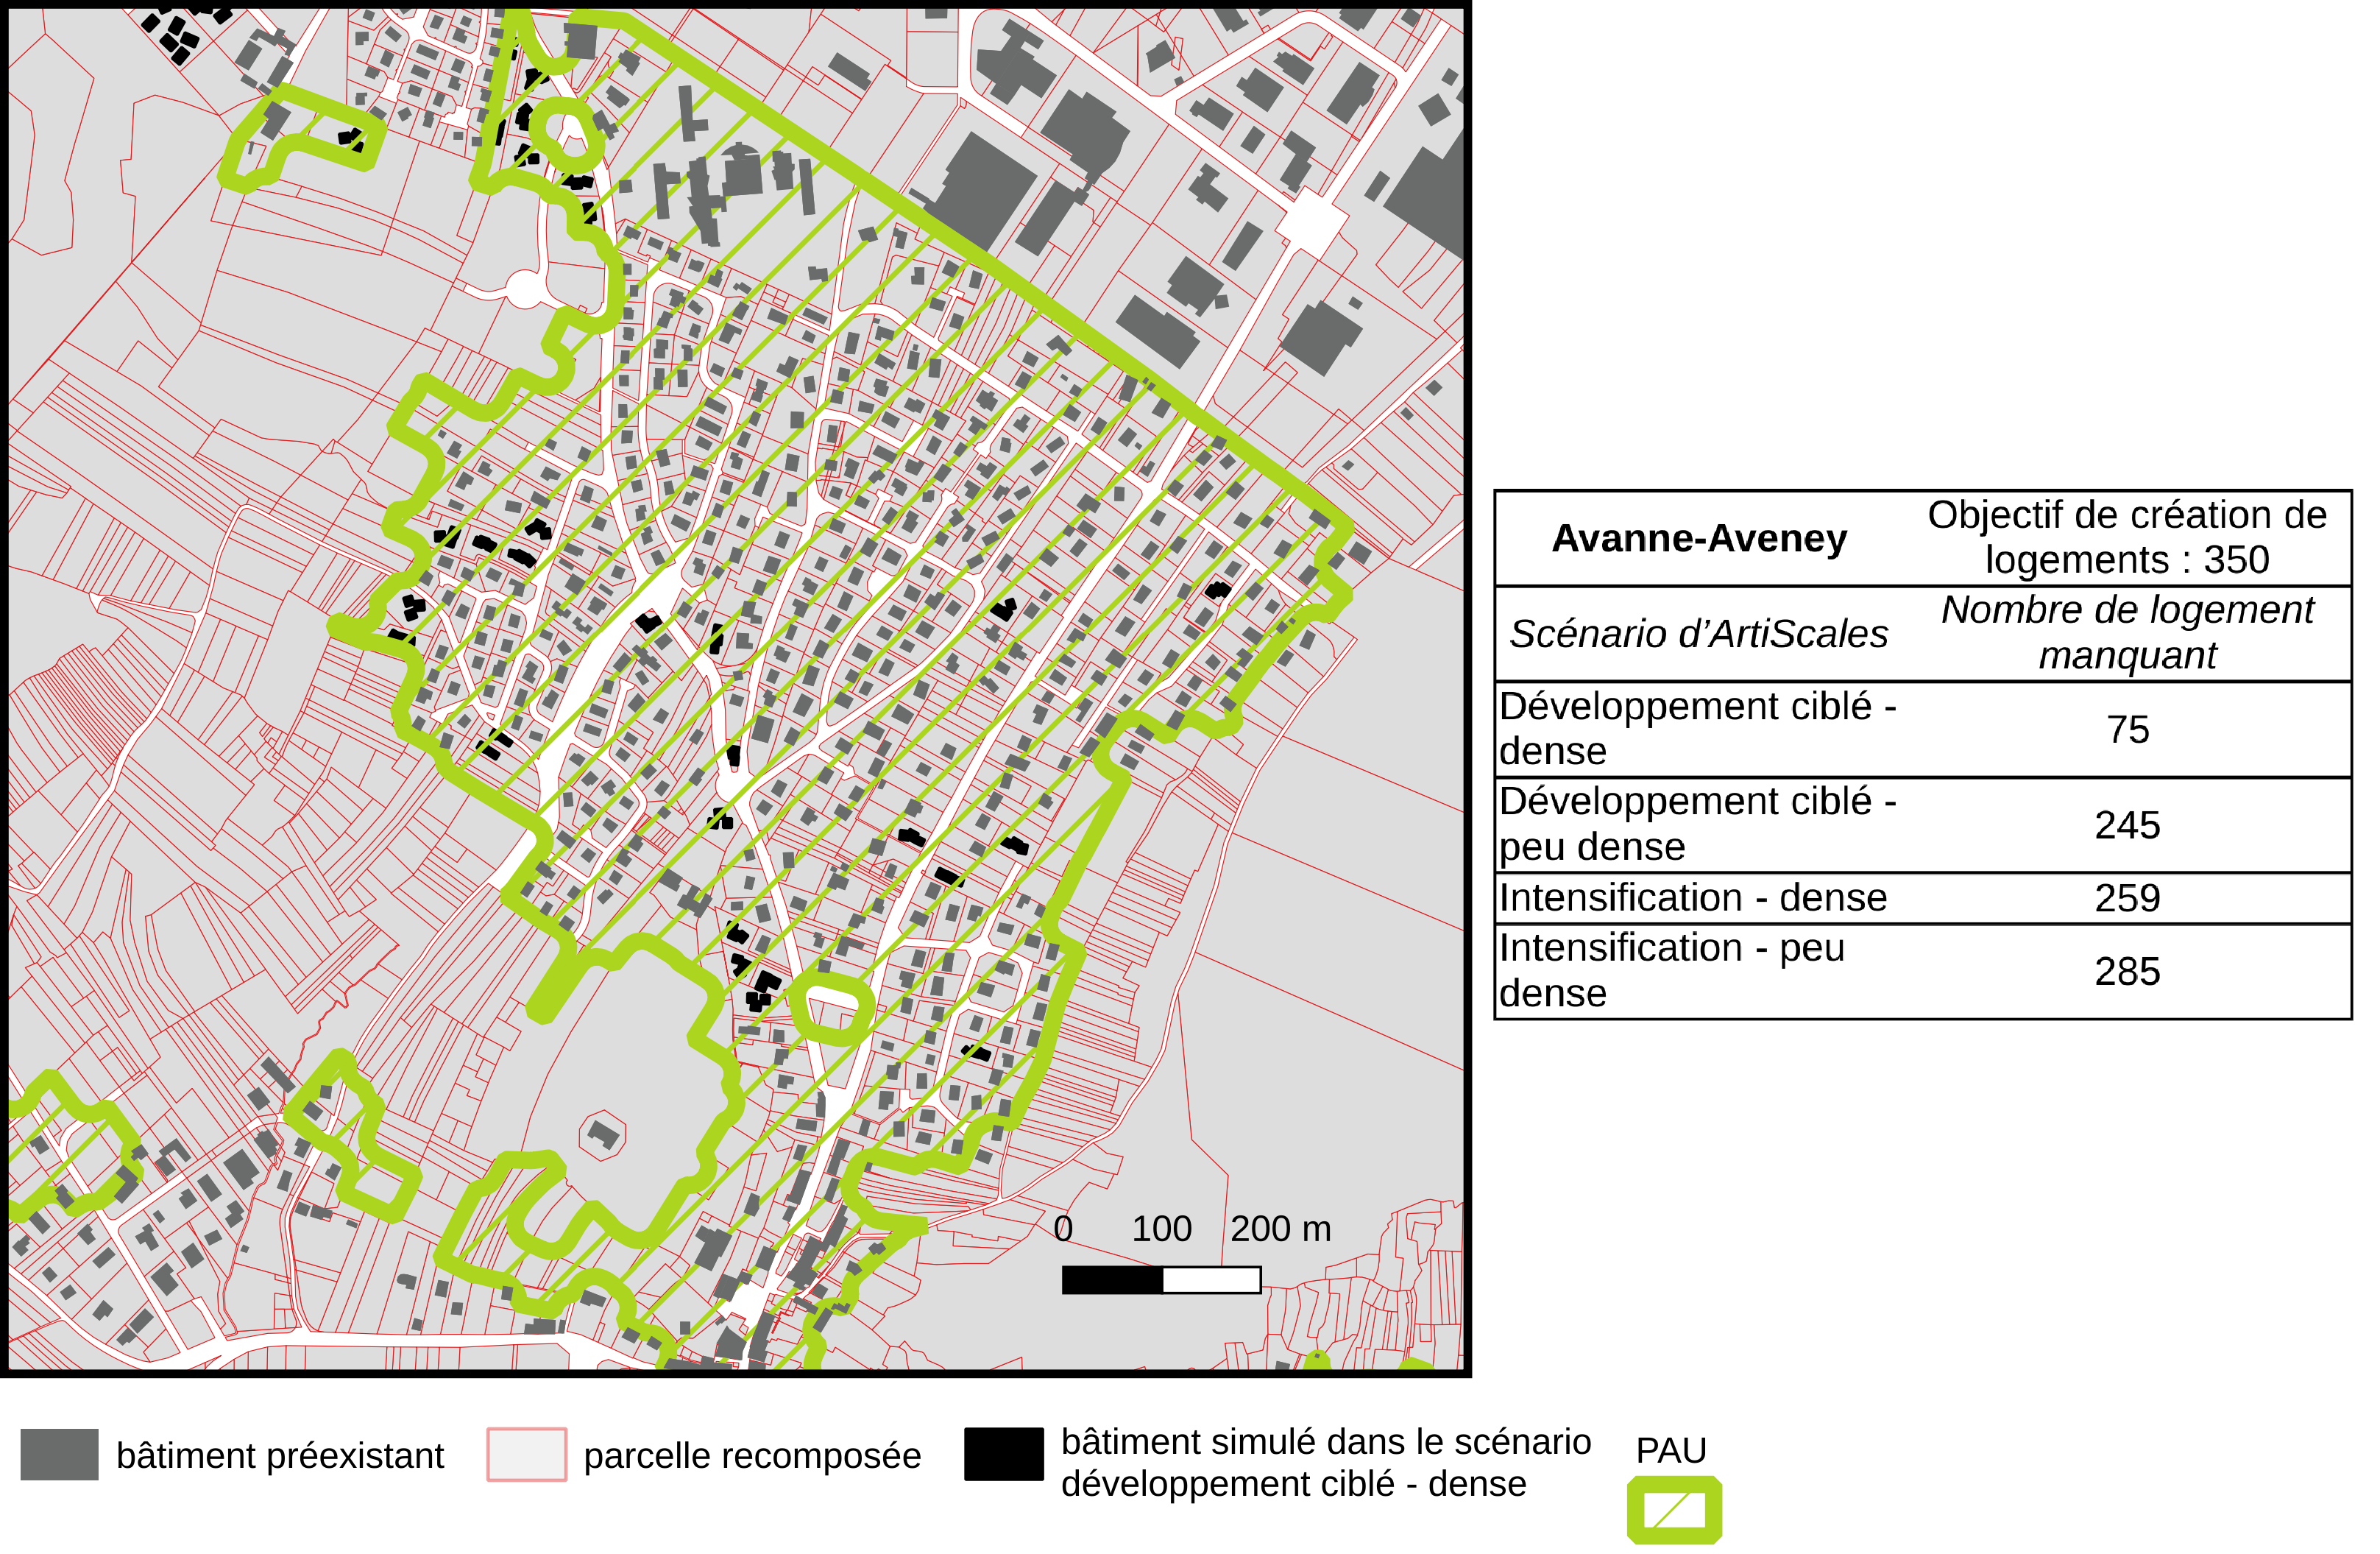 Avanne-Aveney
Objectif de création de
logements : 350
Scénario d’ArtiScales
Nombre de logement
manquant
Développement ciblé -
dense
75
Développement ciblé -
peu dense
245
Intensification - dense
259
Intensification - peu
dense
285
0 100 200 m
bâtiment préexistant
parcelle recomposée
bâtiment simulé dans le scénario
développement ciblé - dense
PAU